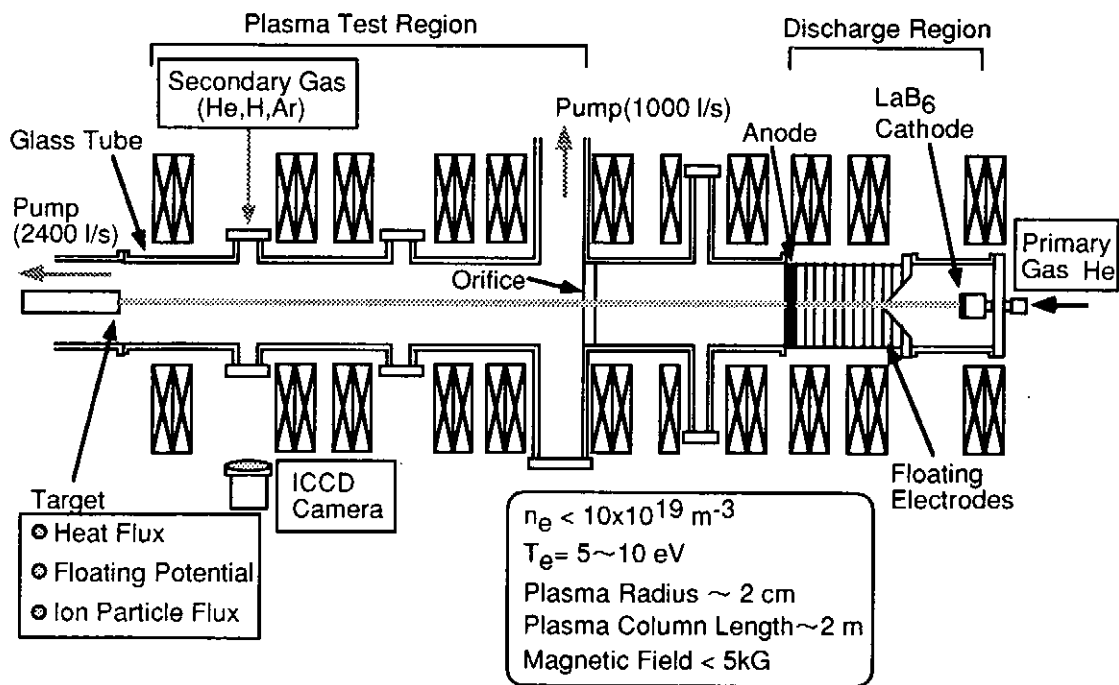 Plasma Test Region
Discharge Region
Secondary Gas
(He,H,Ar)
Pump(1000 l/s)
LaB6
Cathode
Anode
Glass Tube
Pump
(2400 l/s)
Orifice
Primary
Gas He
Target
Heat Flux
Floating Potential
Ion Particle Flux
ICCD
Camera
Floating
Electrodes
ne < 10x10^19 m^-3
Te= 5~10 eV
Plasma Radius ~ 2 cm
Plasma Column Length~2 m
Magnetic Field < 5kG